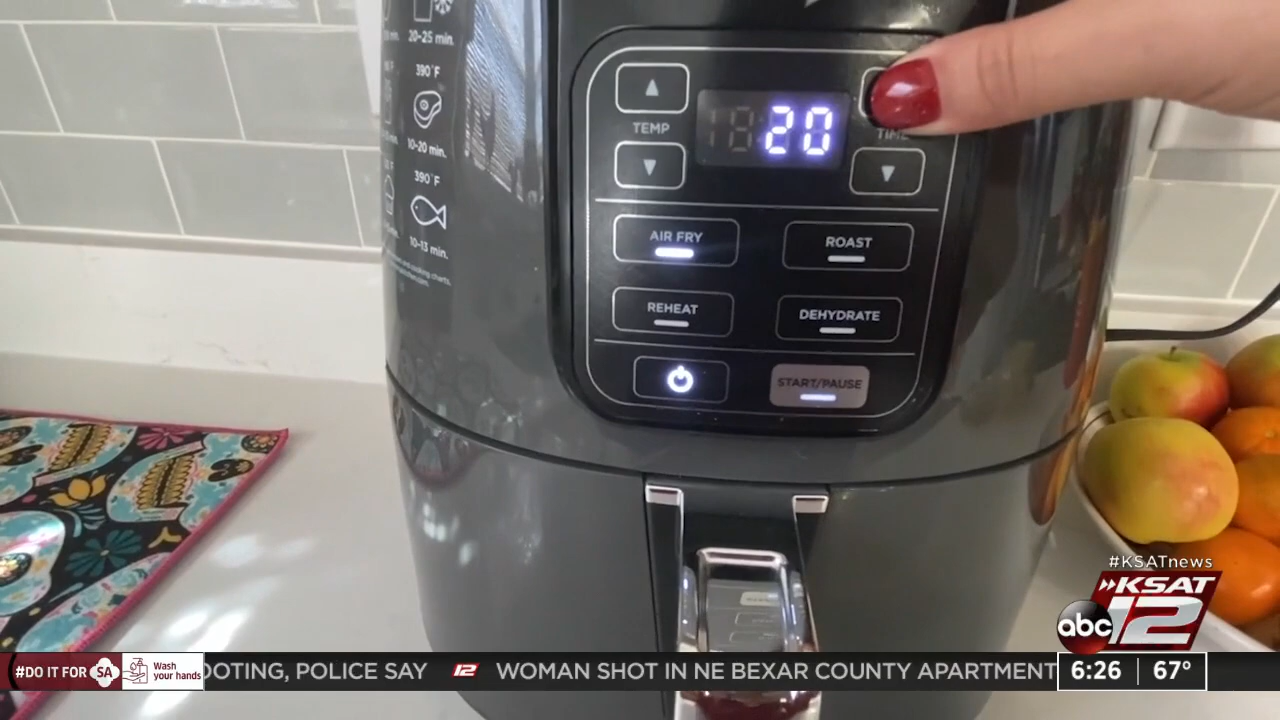 20-25 min.
390°F
10-20 min.
390°F
10-13 min.
TEMP
20
TIME
AIR FRY
ROAST
REHEAT
DEHYDRATE
START/PAUSE
#KSATnews
KSAT
abc
12
#DO IT FOR SA
Wash
your hands
OOTING, POLICE SAY 12 WOMAN SHOT IN NE BEXAR COUNTY APARTMENT
6:26 67°